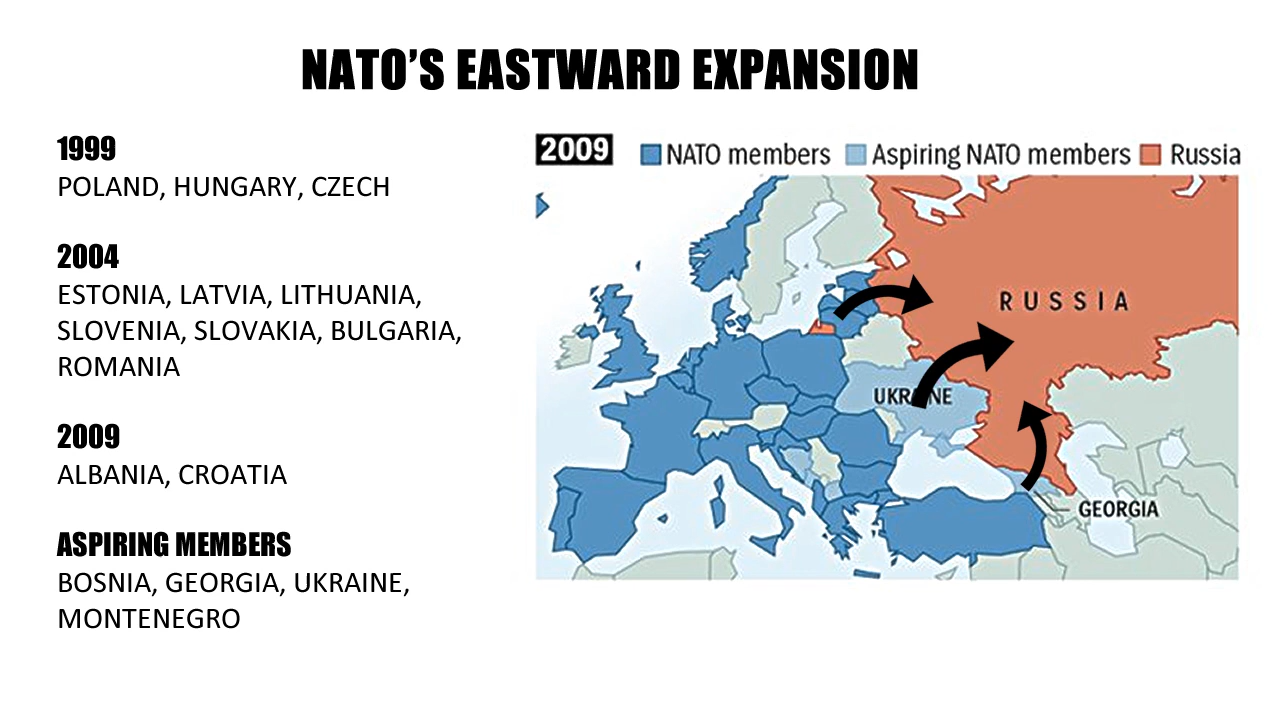 NATO'S EASTWARD EXPANSION
1999
POLAND, HUNGARY, CZECH
2004
ESTONIA, LATVIA, LITHUANIA,
SLOVENIA, SLOVAKIA, BULGARIA,
ROMANIA
2009
ALBANIA, CROATIA
ASPIRING MEMBERS
BOSNIA, GEORGIA, UKRAINE,
MONTENEGRO
2009 NATO members Aspiring NATO members Russia
RUSSIA
UKRAINE
GEORGIA